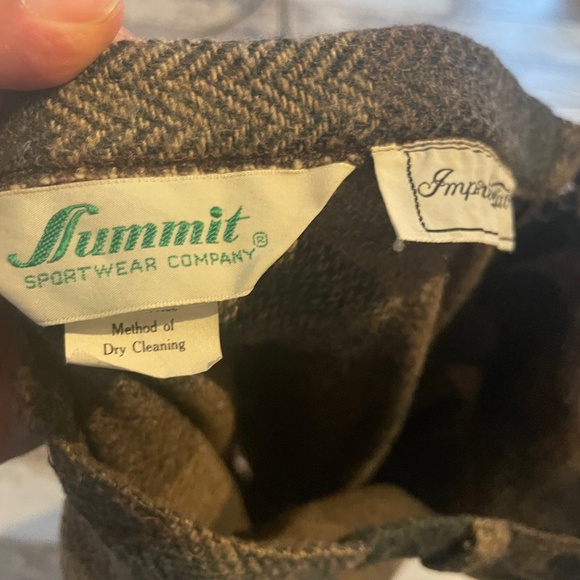 Summit®
SPORTWEAR COMPANY
Method of
Dry Cleaning